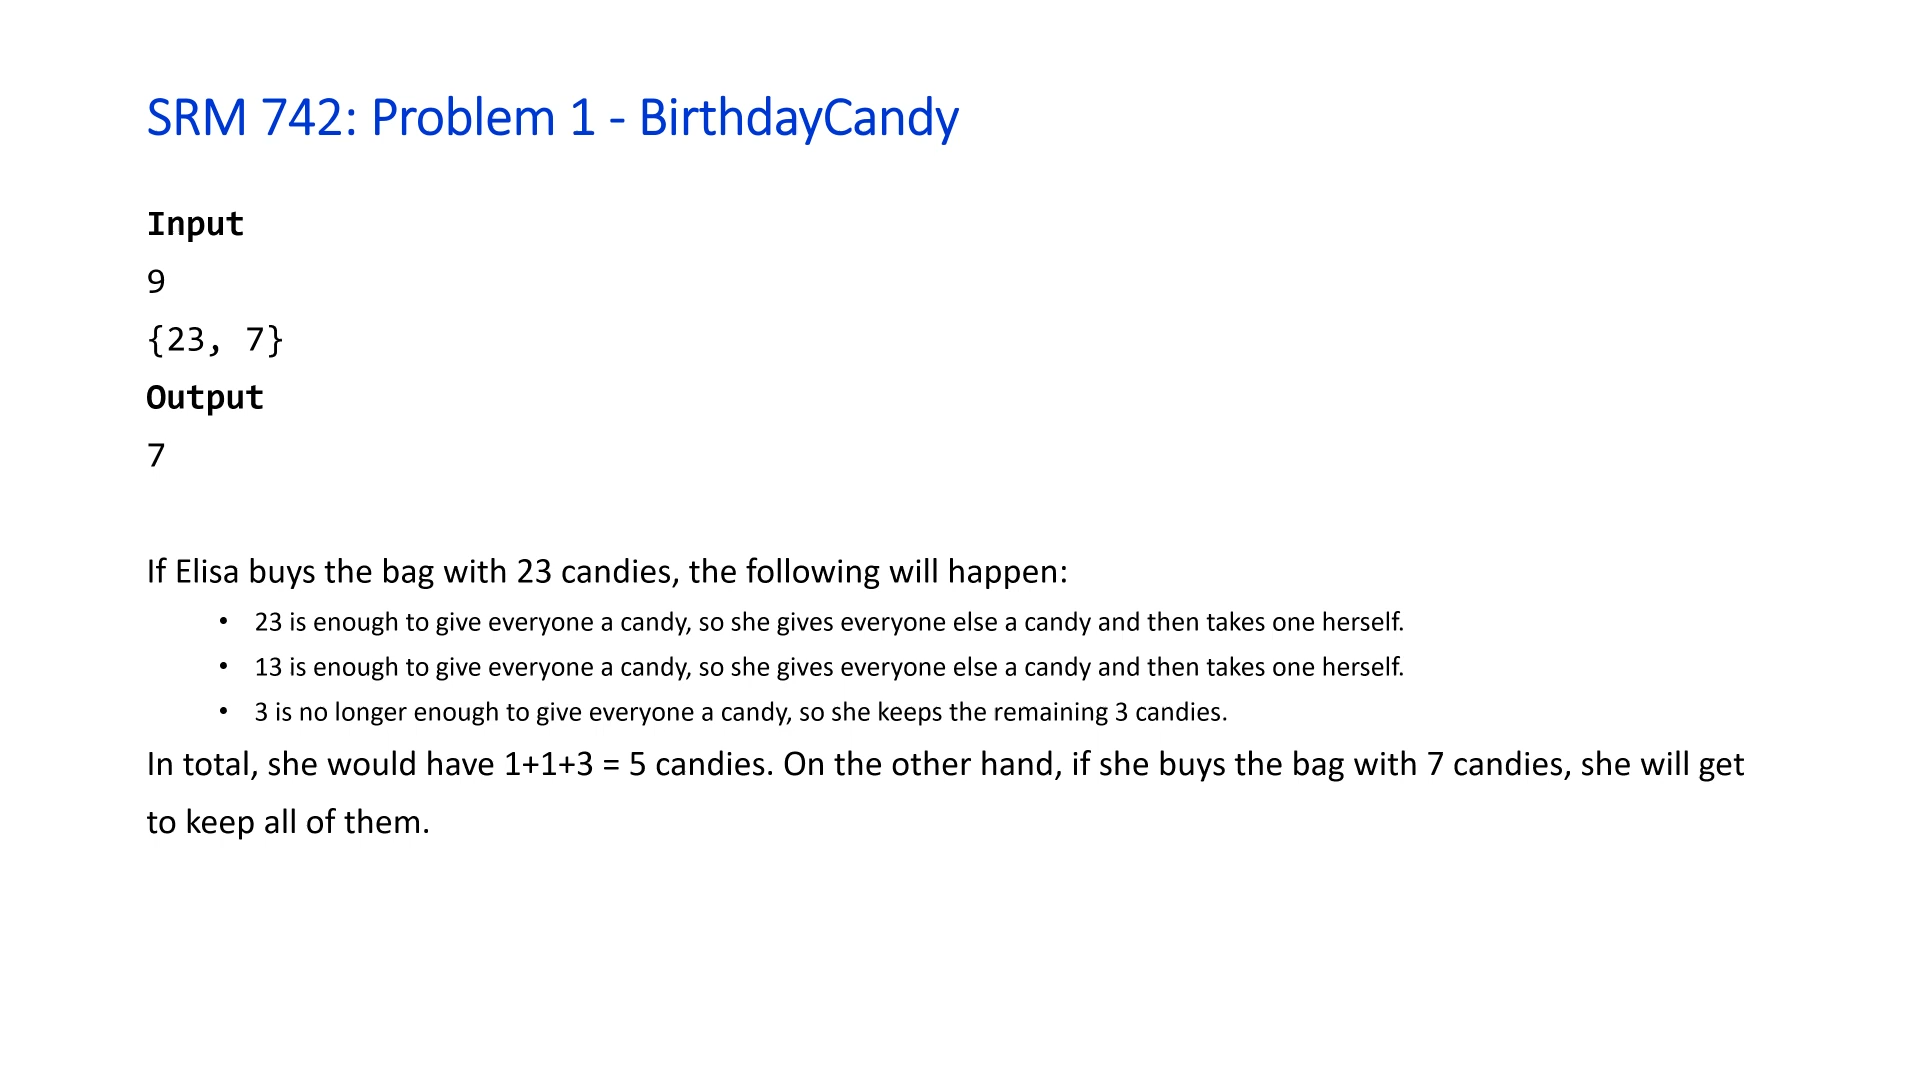 SRM 742: Problem 1 - BirthdayCandy
Input
9
{23, 7}
Output
7
If Elisa buys the bag with 23 candies, the following will happen:
• 23 is enough to give everyone a candy, so she gives everyone else a candy and then takes one herself.
• 13 is enough to give everyone a candy, so she gives everyone else a candy and then takes one herself.
• 3 is no longer enough to give everyone a candy, so she keeps the remaining 3 candies.
In total, she would have 1+1+3 = 5 candies. On the other hand, if she buys the bag with 7 candies, she will get
to keep all of them.